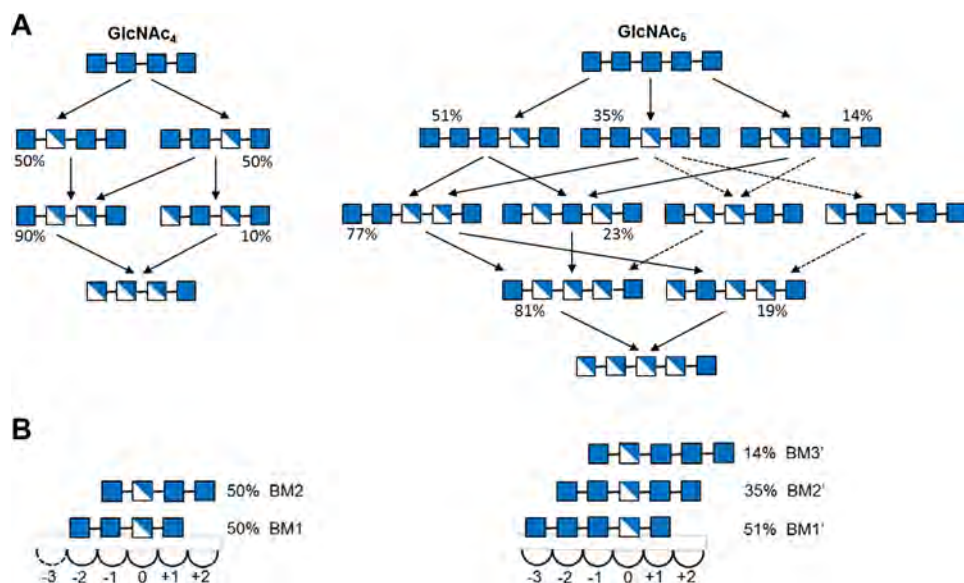 A
GlcNAc₄
GlcNAc₅
51%
35%
14%
50%
50%
90%
10%
77%
23%
81%
19%
B
14% BM3'
50% BM2
35% BM2'
50% BM1
51% BM1'
-3 -2 -1 0 +1 +2
-3 -2 -1 0 +1 +2